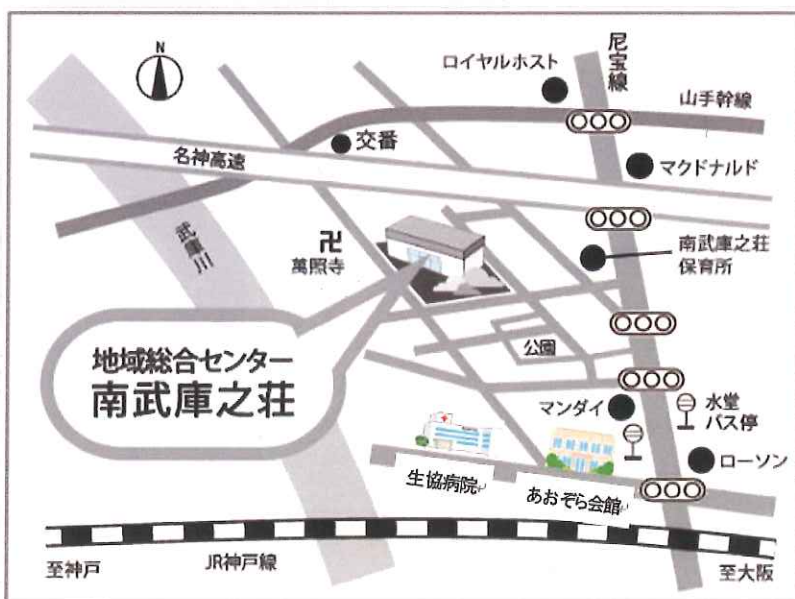 N
ロイヤルホスト
尼宝線
山手幹線
交番
名神高速
マクドナルド
武庫川
卍
萬照寺
南武庫之荘
保育所
地域総合センター
南武庫之荘
公園
マンダイ
水堂
バス停
ローソン
生協病院
あおぞら会館
至神戸
JR神戸線
至大阪